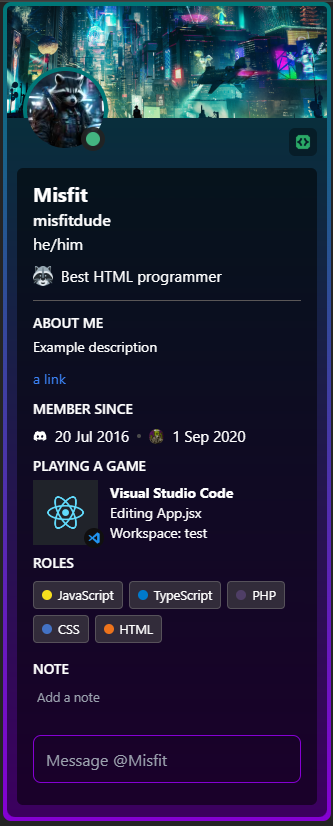 Misfit
misfitdude
he/him
Best HTML programmer
ABOUT ME
Example description
a link
MEMBER SINCE
20 Jul 2016 • 1 Sep 2020
PLAYING A GAME
Visual Studio Code
Editing App.jsx
Workspace: test
ROLES
JavaScript TypeScript PHP
CSS HTML
NOTE
Add a note
Message @Misfit